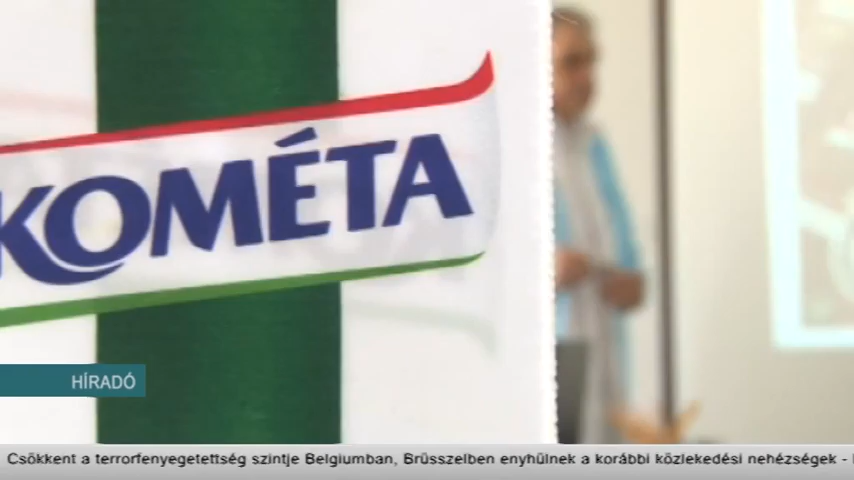 KOMÉTA
HÍRADÓ
Csökkent a terrorfenyegetettség szintje Belgiumban, Brüsszelben enyhülnek a korábbi közlekedési nehézségek -